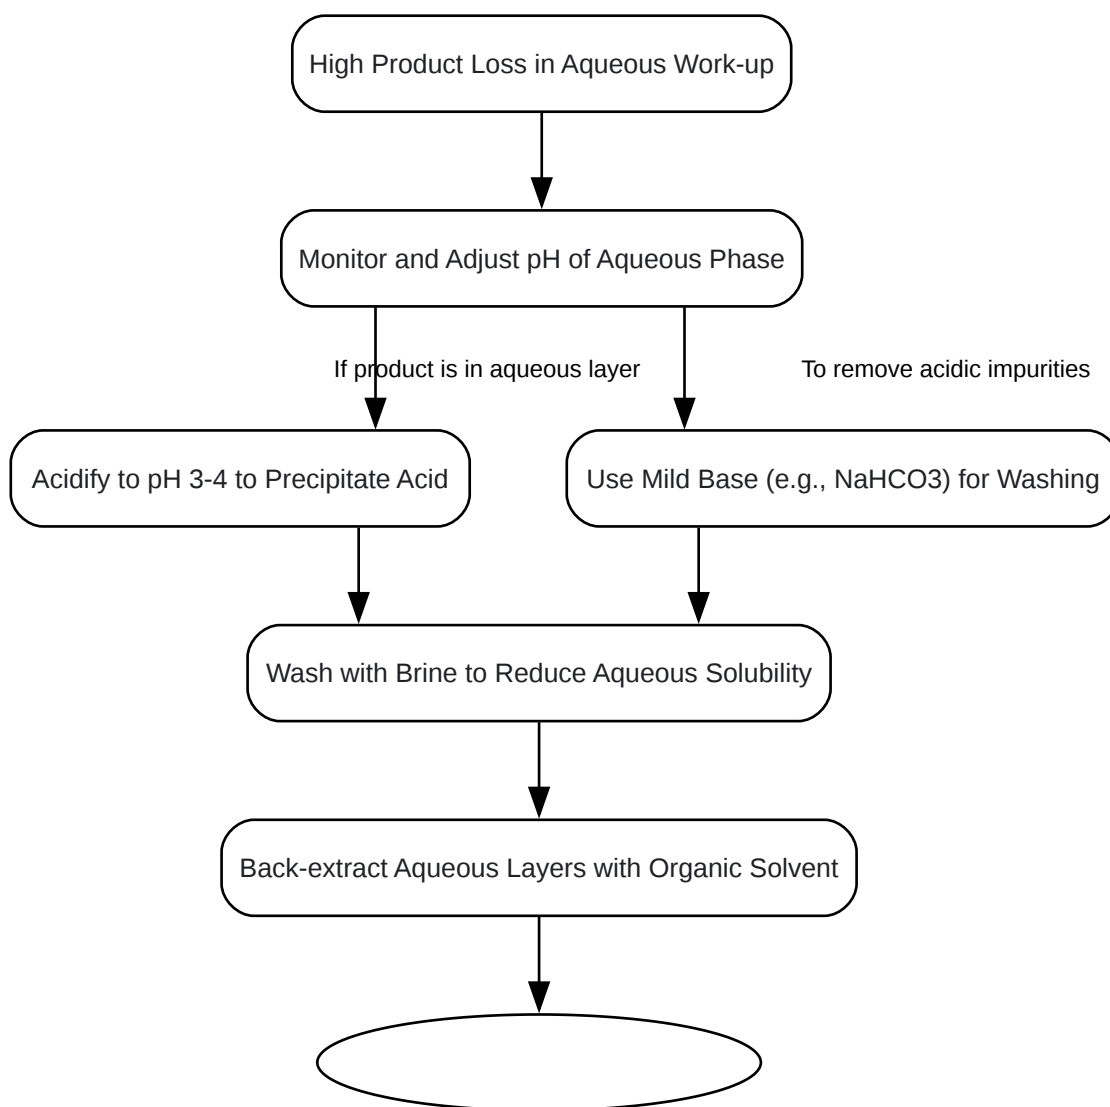 High Product Loss in Aqueous Work-up
Monitor and Adjust pH of Aqueous Phase
If product is in aqueous layer
To remove acidic impurities
Acidify to pH 3-4 to Precipitate Acid
Use Mild Base (e.g., NaHCO3) for Washing
Wash with Brine to Reduce Aqueous Solubility
Back-extract Aqueous Layers with Organic Solvent